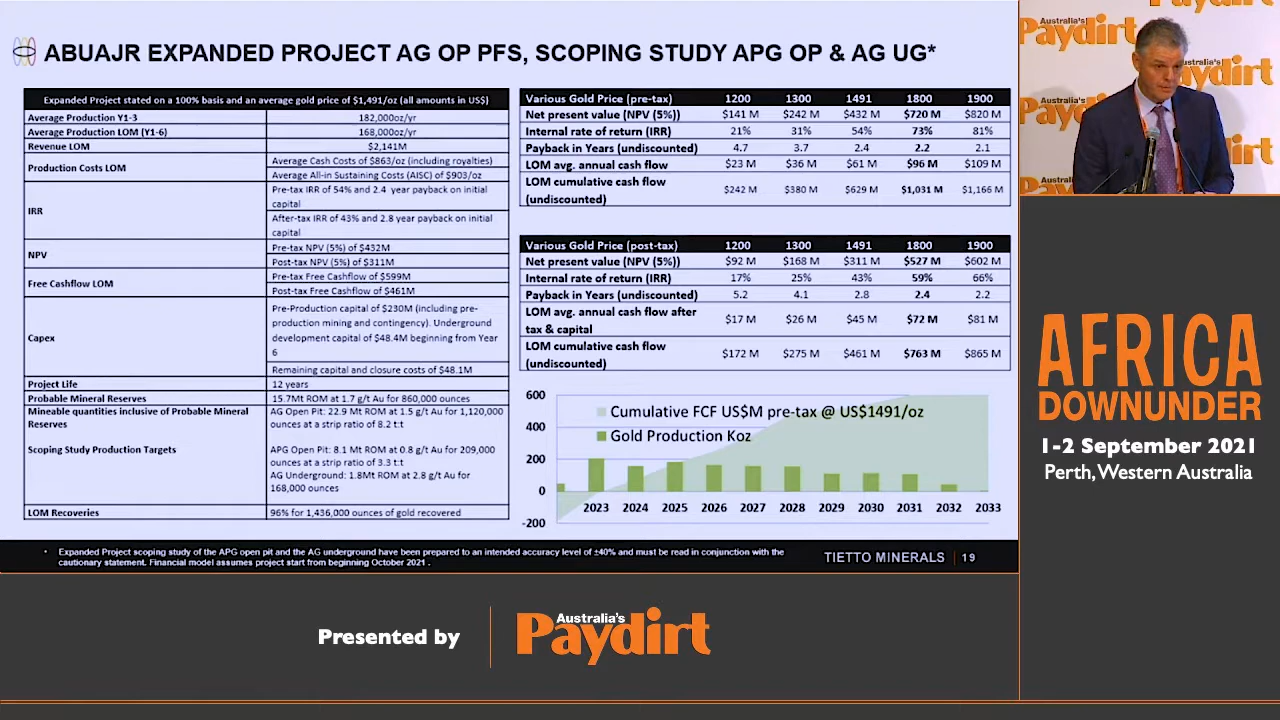 ABUAJR EXPANDED PROJECT AG OP PFS, SCOPING STUDY APG OP & AG UG*
Expanded Project stated on a 100% basis and an average gold price of $1,491/oz (all amounts in US$)
Average Production Y1-3 182,000oz/yr
Average Production LOM (Y1-6) 168,000oz/yr
Revenue LOM $2,141M
Production Costs LOM
Average Cash Costs of $863/oz (including royalties)
Average All-in Sustaining Costs (AISC) of $903/oz
IRR
Pre-tax IRR of 54% and 2.4 year payback on initial
capital
After-tax IRR of 43% and 2.8 year payback on initial
capital
NPV
Pre-tax NPV (5%) of $432M
Post-tax NPV (5%) of $311M
Free Cashflow LOM
Pre-tax Free Cashflow of $599M
Post-tax Free Cashflow of $461M
Capex
Pre-Production capital of $230M (including pre-
production mining and contingency). Underground
development capital of $48.4M beginning from Year
6
Remaining capital and closure costs of $48.1M
Project Life 12 years
Probable Mineral Reserves 15.7Mt ROM at 1.7 g/t Au for 860,000 ounces
Mineable quantities inclusive of Probable Mineral
Reserves
AG Open Pit: 22.9 Mt ROM at 1.5 g/t Au for 1,120,000
ounces at a strip ratio of 8.2 t:t
Scoping Study Production Targets
APG Open Pit: 8.1 Mt ROM at 0.8 g/t Au for 209,000
ounces at a strip ratio of 3.3 t:t
AG Underground: 1.8Mt ROM at 2.8 g/t Au for
168,000 ounces
LOM Recoveries 96% for 1,436,000 ounces of gold recovered
Various Gold Price (pre-tax) 1200 1300 1491 1800 1900
Net present value (NPV (5%)) $141 M $242 M $432 M $720 M $820 M
Internal rate of return (IRR) 21% 31% 54% 73% 81%
Payback in Years (undiscounted) 4.7 3.7 2.4 2.2 2.1
LOM avg. annual cash flow $23 M $36 M $61 M $96 M $109 M
LOM cumulative cash flow
(undiscounted) $242 M $380 M $629 M $1,031 M $1,166 M
Various Gold Price (post-tax) 1200 1300 1491 1800 1900
Net present value (NPV (5%)) $92 M $168 M $311 M $527 M $602 M
Internal rate of return (IRR) 17% 25% 43% 59% 66%
Payback in Years (undiscounted) 5.2 4.1 2.8 2.4 2.2
LOM avg. annual cash flow after
tax & capital $17 M $26 M $45 M $72 M $81 M
LOM cumulative cash flow
(undiscounted) $172 M $275 M $461 M $763 M $865 M
600
Cumulative FCF US$M pre-tax @ US$1491/oz
400
Gold Production Koz
200
0
2023 2024 2025 2026 2027 2028 2029 2030 2031 2032 2033
-200
• Expanded Project scoping study of the APG open pit and the AG underground have been prepared to an intended accuracy level of ±40% and must be read in conjunction with the
cautionary statement. Financial model assumes project start from beginning October 2021 .
TIETTO MINERALS 19
Australia's
Paydirt
AFRICA
DOWNUNDER
1-2 September 2021
Perth, Western Australia
Presented by
Australia's
Paydirt